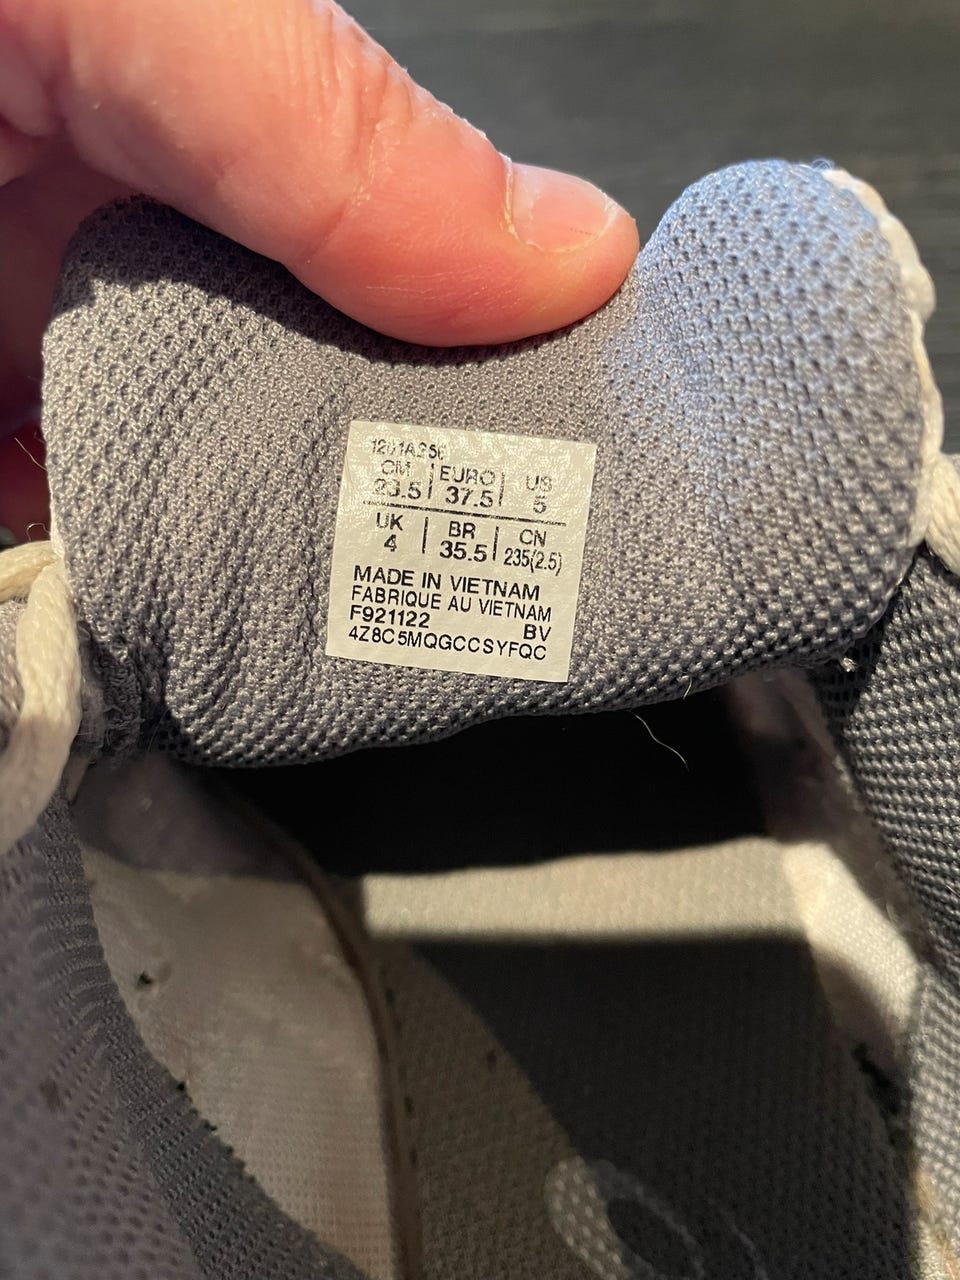 1201A256
CM EURO US
23.5 37.5 5
UK BR CN
4 35.5 235(2.5)
MADE IN VIETNAM
FABRIQUE AU VIETNAM
F921122 BV
4Z8C5MQGCCSYFQC